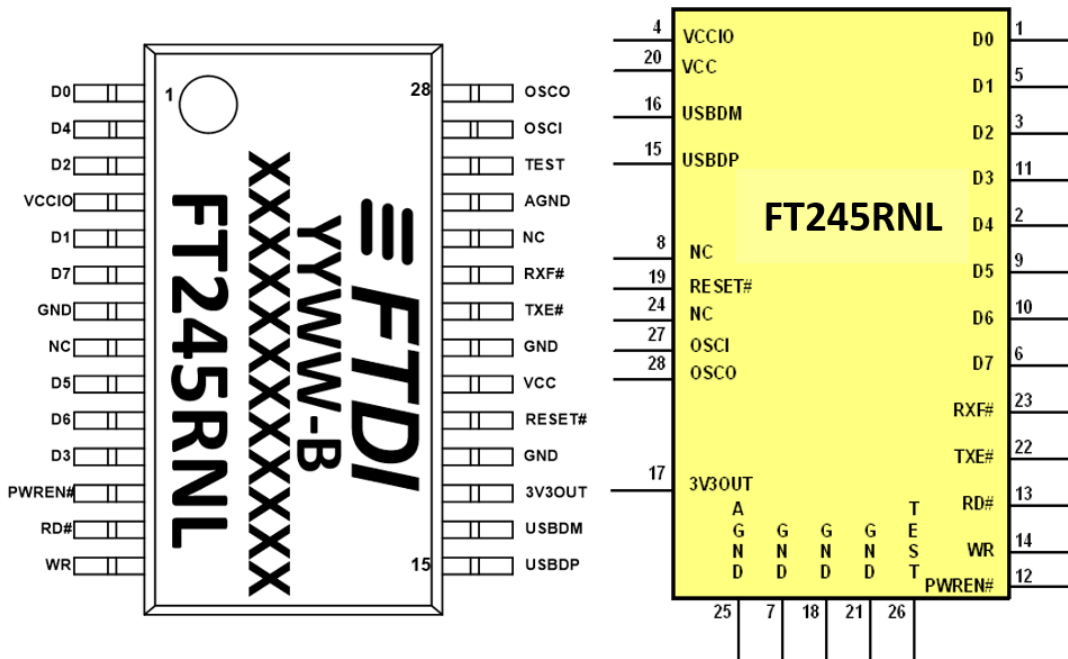 1
28
15
D0
D4
D2
VCCIO
D1
D7
GND
NC
D5
D6
D3
PWREN#
RD#
WR
FT245RNL
XXXXXXXXXXXX
YYWW-B
FTDI
OSCO
OSCI
TEST
AGND
NC
RXF#
TXE#
GND
VCC
RESET#
GND
3V3OUT
USBDM
USBDP
4 VCCIO
20 VCC
16 USBDM
15 USBDP
8 NC
19 RESET#
24 NC
27 OSCI
28 OSCO
17 3V3OUT
FT245RNL
D0 1
D1 5
D2 3
D3 11
D4 2
D5 9
D6 10
D7 6
RXF# 23
TXE# 22
RD# 13
WR 14
PWREN# 12
AGND
GND
GND
GND
TEST
25 7 18 21 26